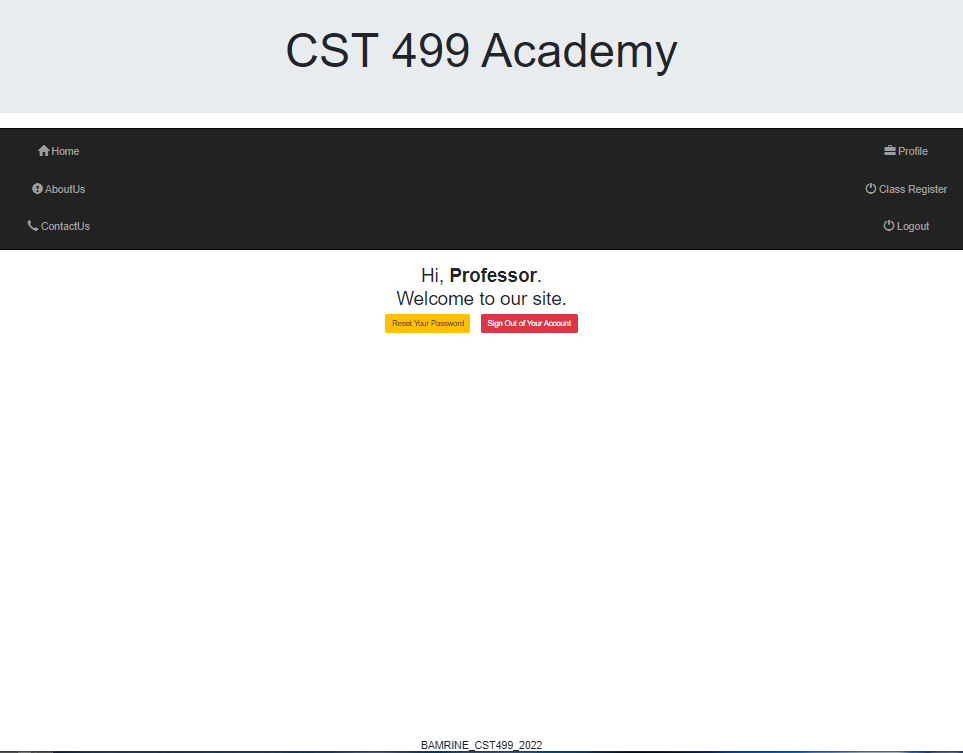 CST 499 Academy
Home
AboutUs
ContactUs
Profile
Class Register
Logout
Hi, Professor.
Welcome to our site.
Reset Your Password
Sign Out of Your Account
BAMRINE_CST499_2022